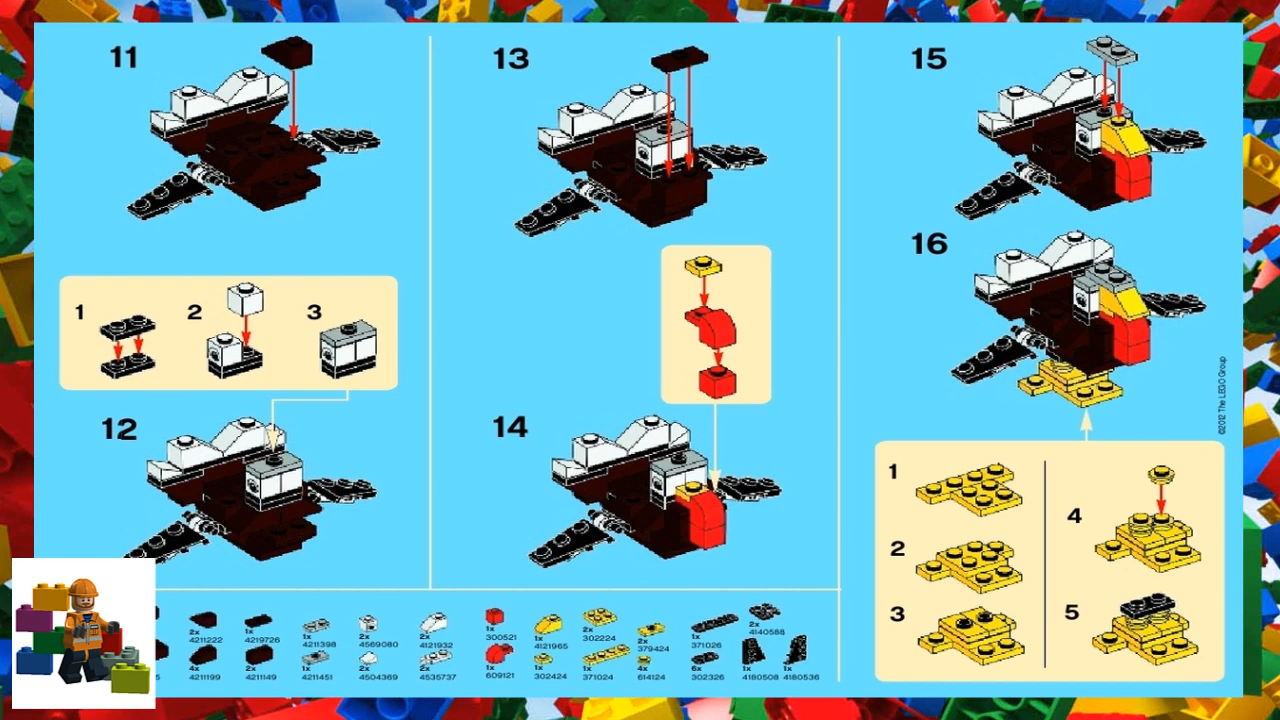 11
13
15
16
1
2
3
12
14
1
2
3
4
5
©2012 The LEGO Group
2x
4211222
1x
4219726
1x
4211398
2x
4569080
2x
4121932
1x
300521
1x
4121965
2x
302224
2x
379424
1x
371026
2x
4140588
4x
4211199
2x
4211149
1x
4211451
2x
4504369
2x
4535737
1x
609121
1x
302424
1x
371024
4x
614124
6x
302326
1x
4180508
1x
4180536